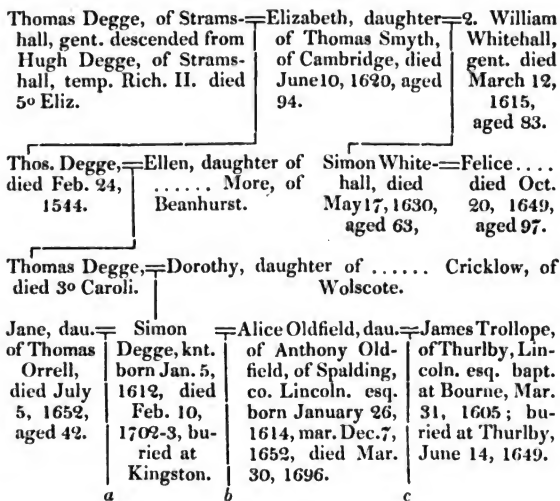 Thomas Degge, of Strams-=Elizabeth, daughter=2. William
hall, gent. descended from of Thomas Smyth, Whitehall,
Hugh Degge, of Strams- of Cambridge, died gent. died
hall, temp. Rich. II. died June 10, 1620, aged March 12,
5o Eliz. 94. 1615,
aged 83.
Thos. Degge,=Ellen, daughter of Simon White-=Felice....
died Feb. 24, ...... More, of hall, died died Oct.
1544. Beanhurst. May 17, 1630, 20, 1649,
aged 63, aged 97.
Thomas Degge,=Dorothy, daughter of ...... Cricklow, of
died 3o Caroli. Wolscote.
Jane, dau.= Simon =Alice Oldfield, dau.=James Trollope,
of Thomas Degge, knt. of Anthony Old- of Thurlby, Lin-
Orrell, born Jan. 5, field, of Spalding, coln. esq. bapt.
died July 1612, died co. Lincoln. esq. at Bourne, Mar.
5, 1652, Feb. 10, born January 26, 31, 1605; bu-
aged 42. 1702-3, bu- 1614, mar. Dec. 7, ried at Thurlby,
ried at 1652, died Mar. June 14, 1649.
Kingston. 30, 1696.
a b c